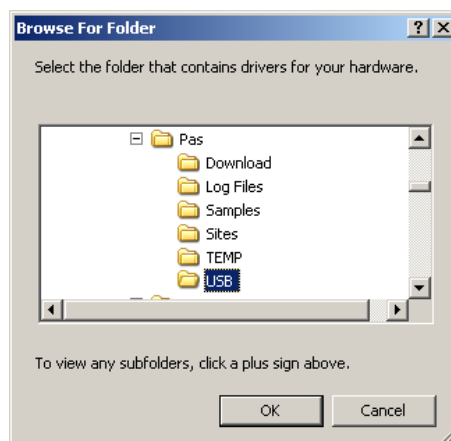 Browse For Folder
Select the folder that contains drivers for your hardware.
Pas
Download
Log Files
Samples
Sites
TEMP
USB
To view any subfolders, click a plus sign above.
OK
Cancel